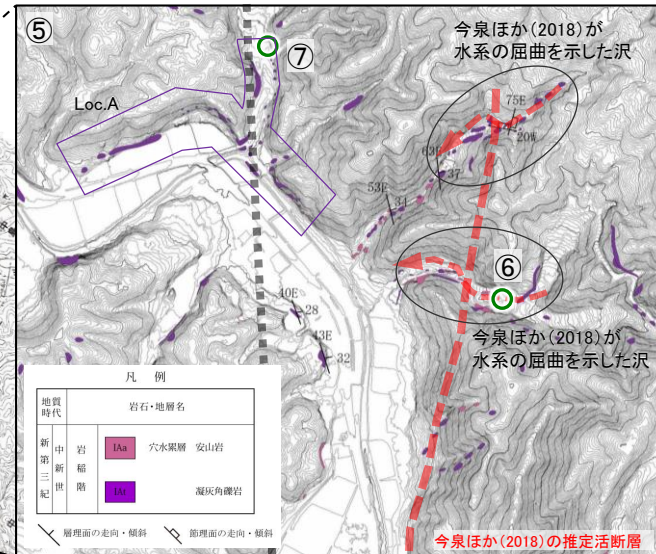 ⑤
⑦
今泉ほか(2018)が
水系の屈曲を示した沢
Loc.A
75E
20W
63E
37
53E
34
⑥
40E
28
43E
32
今泉ほか(2018)が
水系の屈曲を示した沢
凡 例
地質時代
岩石・地層名
新第三紀
中新世
岩稲階
IAa
穴水累層 安山岩
IAt
凝灰角礫岩
層理面の走向・傾斜
節理面の走向・傾斜
今泉ほか(2018)の推定活断層